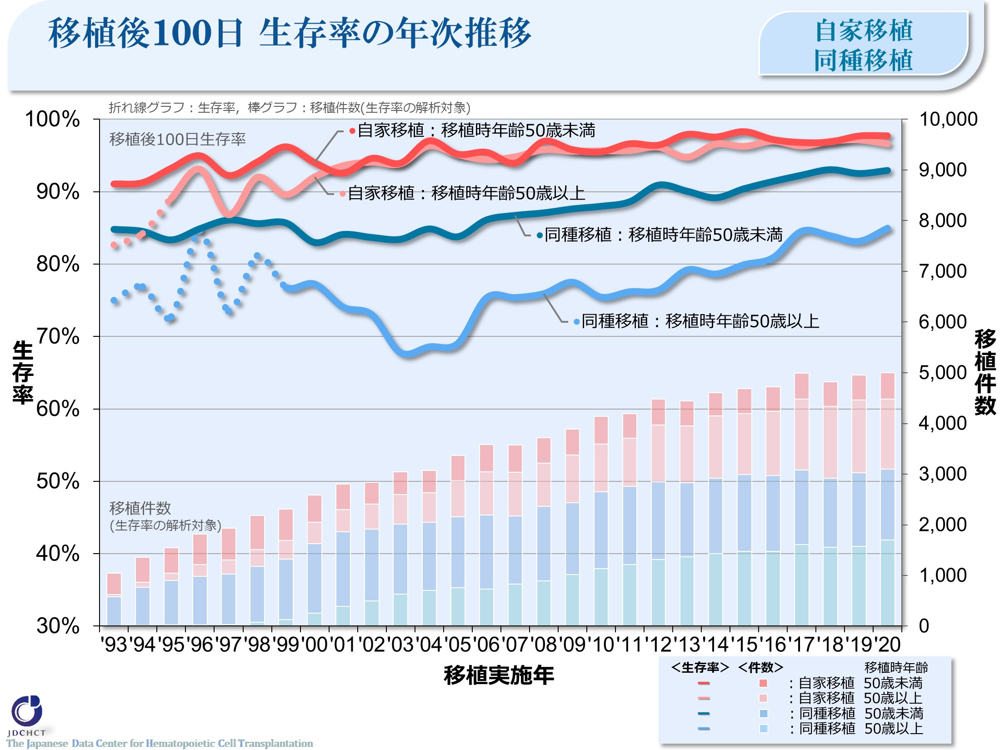 移植後100日 生存率の年次推移
自家移植
同種移植
折れ線グラフ：生存率，棒グラフ：移植件数(生存率の解析対象)
移植後100日生存率
自家移植：移植時年齢50歳未満
自家移植：移植時年齢50歳以上
同種移植：移植時年齢50歳未満
同種移植：移植時年齢50歳以上
100%
90%
80%
70%
60%
50%
40%
30%
生存率
10,000
9,000
8,000
7,000
6,000
5,000
4,000
3,000
2,000
1,000
0
移植件数
移植件数
(生存率の解析対象)
'93 '94 '95 '96 '97 '98 '99 '00 '01 '02 '03 '04 '05 '06 '07 '08 '09 '10 '11 '12 '13 '14 '15 '16 '17 '18 '19 '20
移植実施年
＜生存率＞ ＜件数＞ 移植時年齢
：自家移植 50歳未満
：自家移植 50歳以上
：同種移植 50歳未満
：同種移植 50歳以上
JDCHCT
The Japanese Data Center for Hematopoietic Cell Transplantation